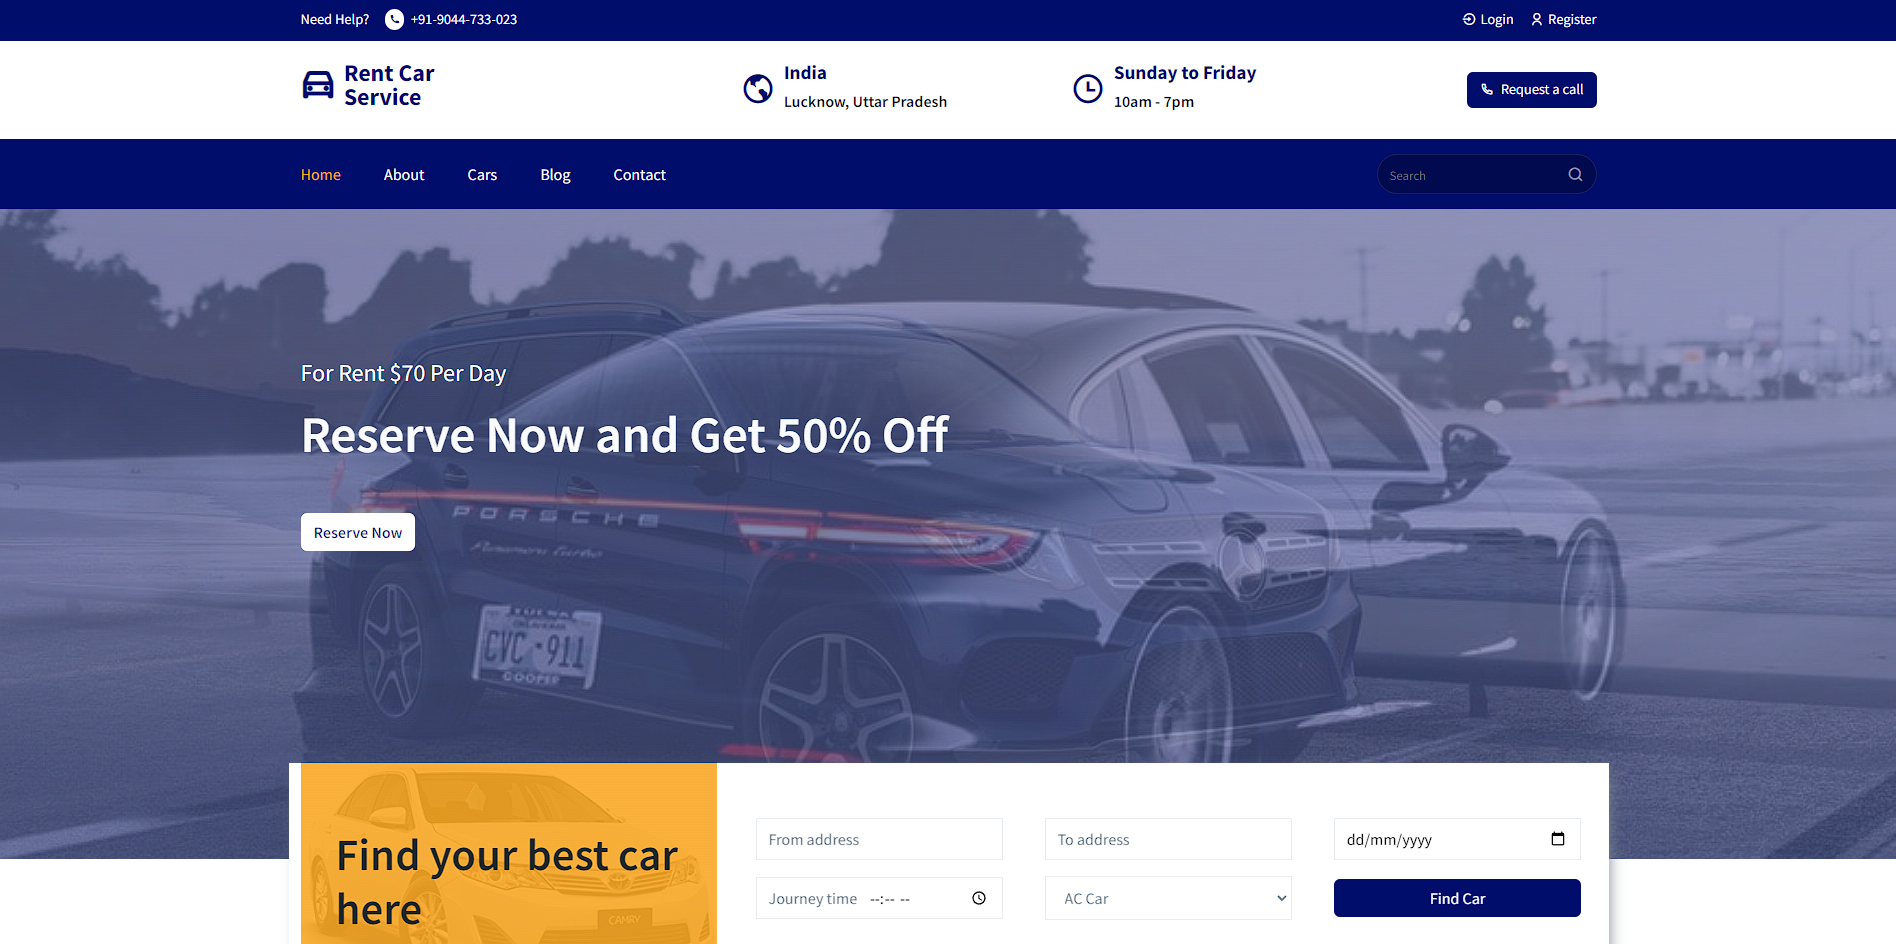 Need Help? +91-9044-733-023 Login Register
Rent Car
Service
India
Lucknow, Uttar Pradesh
Sunday to Friday
10am - 7pm
Request a call
Home About Cars Blog Contact Search
For Rent $70 Per Day
Reserve Now and Get 50% Off
Reserve Now
PORSCHE
Panamera Turbo
OKLAHOMA
CVC-911
COOPER
Find your best car
here
CAMRY
From address To address dd/mm/yyyy
Journey time --:-- -- AC Car Find Car